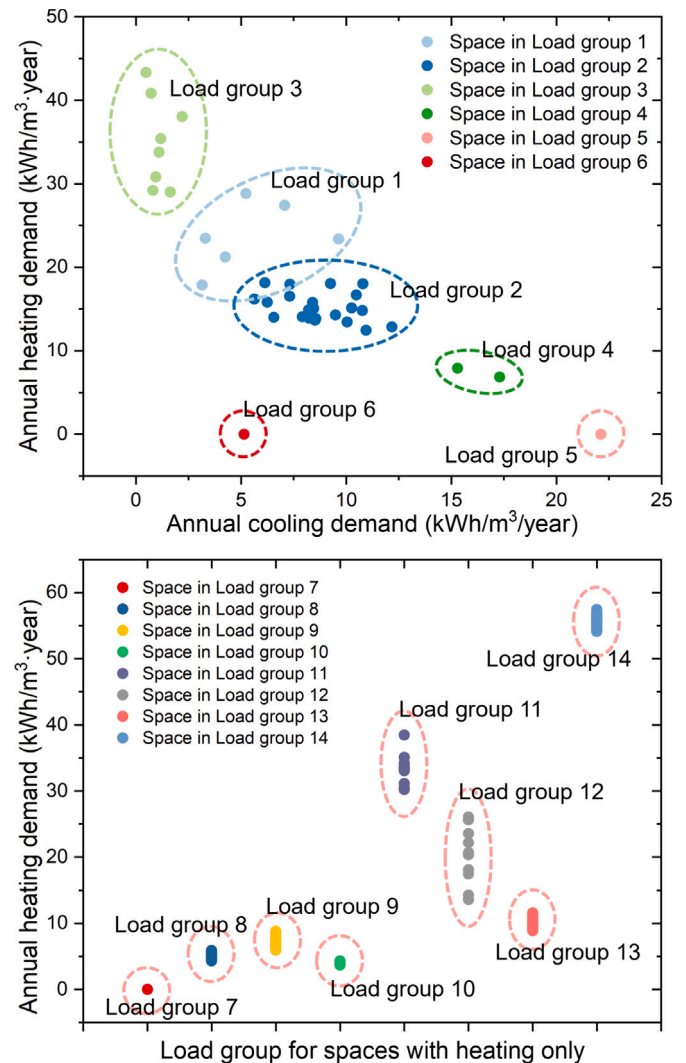 50
40
30
20
10
0
Annual heating demand (kWh/m³·year)
Space in Load group 1
Space in Load group 2
Space in Load group 3
Space in Load group 4
Space in Load group 5
Space in Load group 6
Load group 3
Load group 1
Load group 2
Load group 4
Load group 6
Load group 5
0 5 10 15 20 25
Annual cooling demand (kWh/m³/year)
60
50
40
30
20
10
0
Annual heating demand (kWh/m³·year)
Space in Load group 7
Space in Load group 8
Space in Load group 9
Space in Load group 10
Space in Load group 11
Space in Load group 12
Space in Load group 13
Space in Load group 14
Load group 14
Load group 11
Load group 12
Load group 9
Load group 8
Load group 13
Load group 10
Load group 7
Load group for spaces with heating only